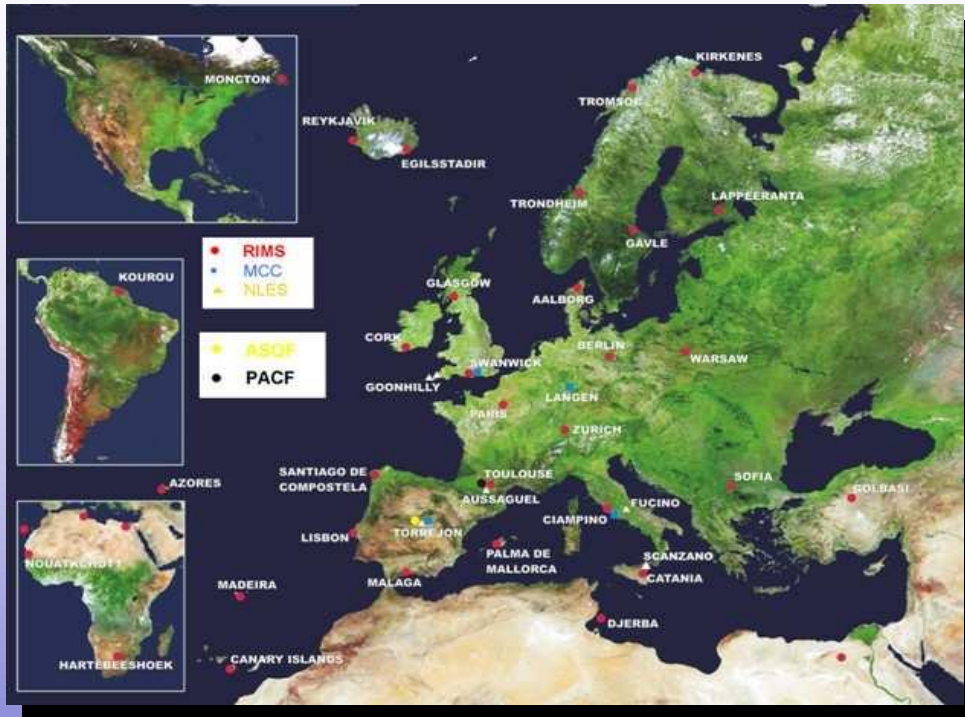 MONCTON
KIRKENES
TROMSOE
REYKJAVIK
EGILSSTADIR
TRONDHEIM
LAPPEERANTA
GAVLE
RIMS
MCC
NLES
KOUROU
GLASGOW
AALBORG
CORK
BERLIN
WARSAW
SWANWICK
GOONHILLY
LANGEN
PARIS
ZURICH
ASQF
PACF
SANTIAGO DE
COMPOSTELA
TOULOUSE
AUSSAGUEL
SOFIA
GOLBASI
AZORES
FUCINO
CIAMPINO
LISBON
TORREJON
PALMA DE
MALLORCA
SCANZANO
CATANIA
NOUATKCHOTT
MADEIRA
MALAGA
DJERBA
HARTEBEESHOEK
CANARY ISLANDS